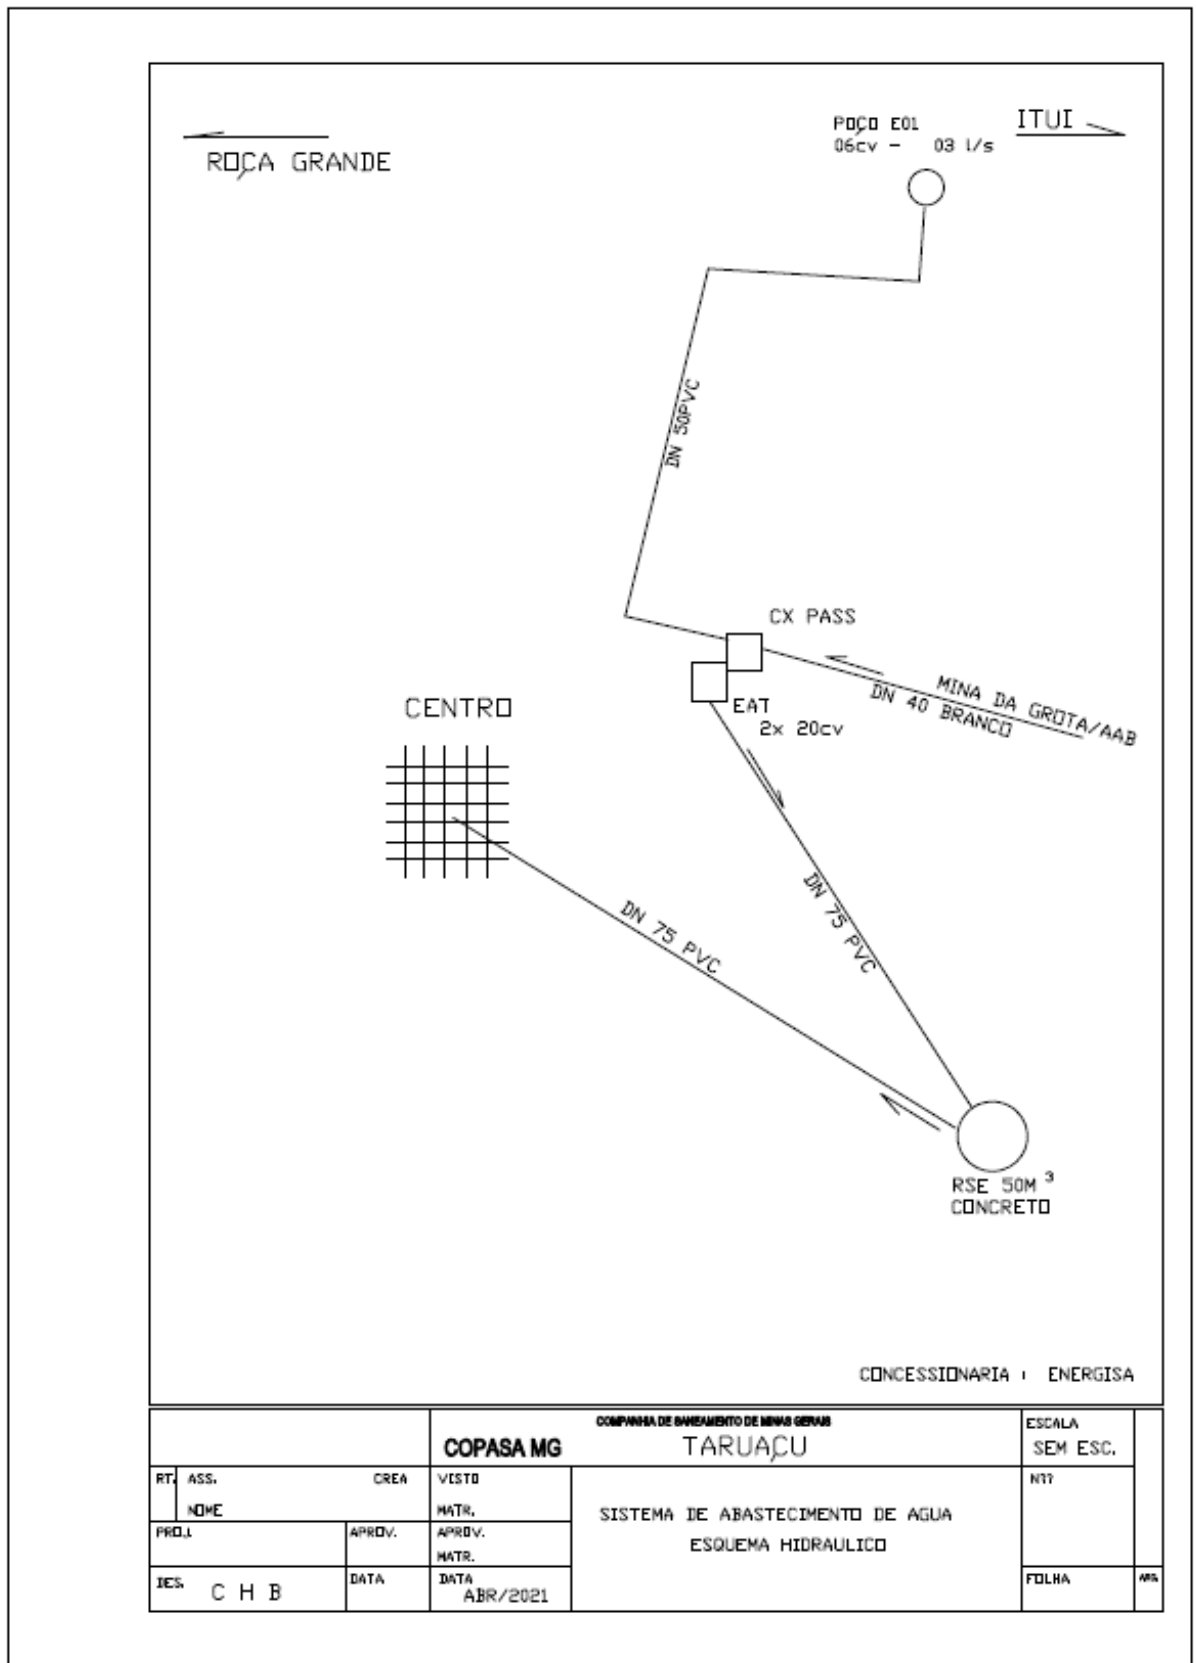 ROÇA GRANDE
POÇO E01
06cv - 03 l/s
ITUI
DN 50PVC
CX PASS
MINA DA GROTA/AAB
DN 40 BRANCO
EAT
2x 20cv
CENTRO
DN 75 PVC
DN 75 PVC
RSE 50M³
CONCRETO
CONCESSIONARIA : ENERGISA
COMPANHIA DE SANEAMENTO DE MINAS GERAIS
COPASA MG
TARUAÇU
ESCALA
SEM ESC.
RT.
ASS.
CREA
VISTO
NOME
MATR.
SISTEMA DE ABASTECIMENTO DE AGUA
ESQUEMA HIDRAULICO
N??
PROJ.
APROV.
APROV.
MATR.
DES.
C H B
DATA
DATA
ABR/2021
FOLHA